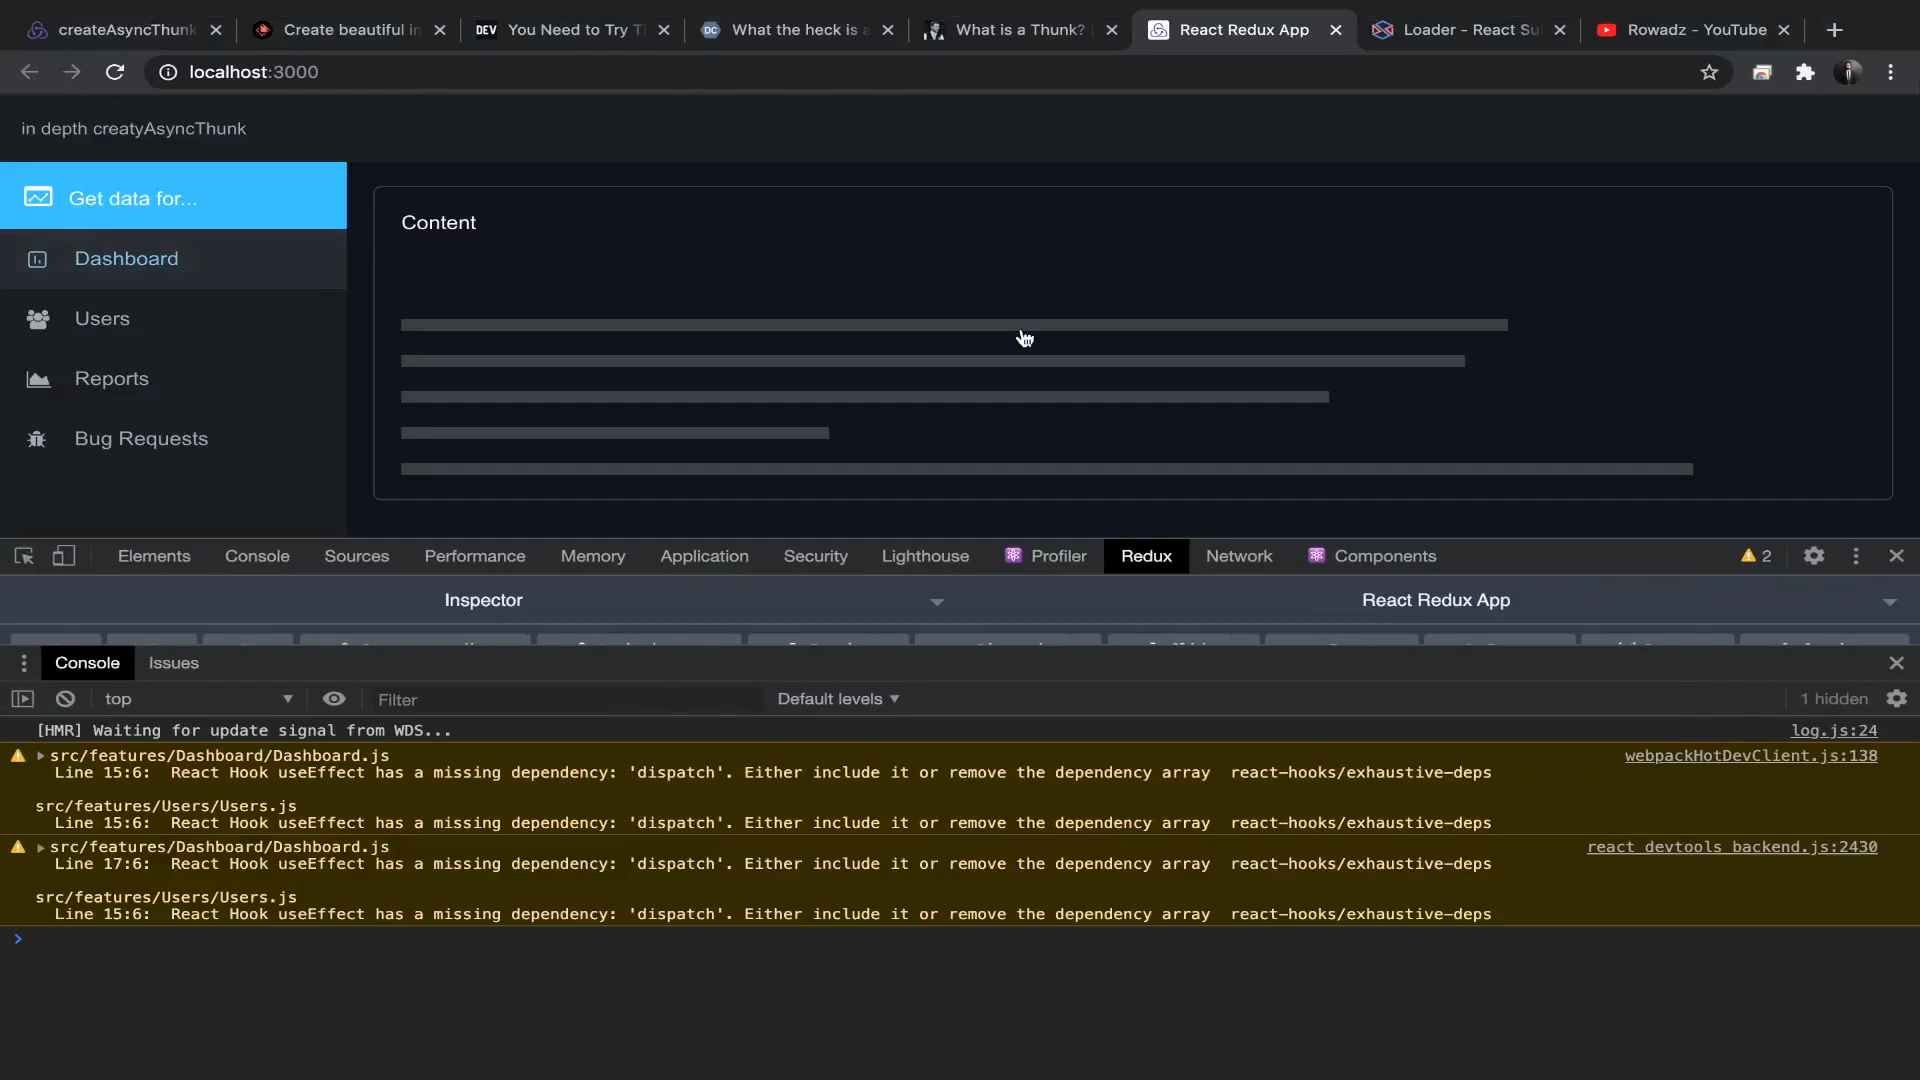 createAsyncThunk
Create beautiful in
DEV You Need to Try T
DC What the heck is a
What is a Thunk?
React Redux App
Loader - React Su
Rowadz - YouTube
localhost:3000
in depth creatyAsyncThunk
Get data for...
Dashboard
Users
Reports
Bug Requests
Content
Elements Console Sources Performance Memory Application Security Lighthouse Profiler Redux Network Components 2
Inspector React Redux App
Console Issues
top Filter Default levels 1 hidden
[HMR] Waiting for update signal from WDS... log.js:24
src/features/Dashboard/Dashboard.js webpackHotDevClient.js:138
Line 15:6: React Hook useEffect has a missing dependency: 'dispatch'. Either include it or remove the dependency array react-hooks/exhaustive-deps
src/features/Users/Users.js
Line 15:6: React Hook useEffect has a missing dependency: 'dispatch'. Either include it or remove the dependency array react-hooks/exhaustive-deps
src/features/Dashboard/Dashboard.js react_devtools_backend.js:2430
Line 17:6: React Hook useEffect has a missing dependency: 'dispatch'. Either include it or remove the dependency array react-hooks/exhaustive-deps
src/features/Users/Users.js
Line 15:6: React Hook useEffect has a missing dependency: 'dispatch'. Either include it or remove the dependency array react-hooks/exhaustive-deps